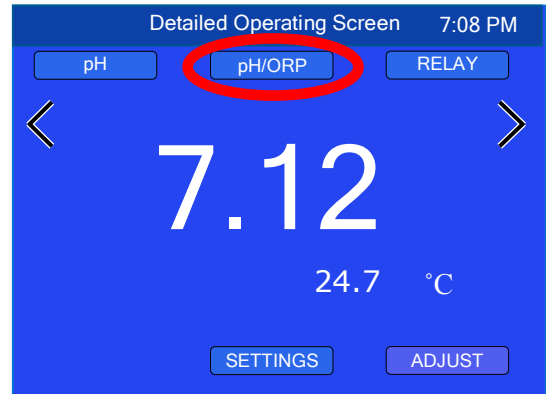 Detailed Operating Screen 7:08 PM
pH pH/ORP RELAY
7.12
24.7 °C
SETTINGS ADJUST